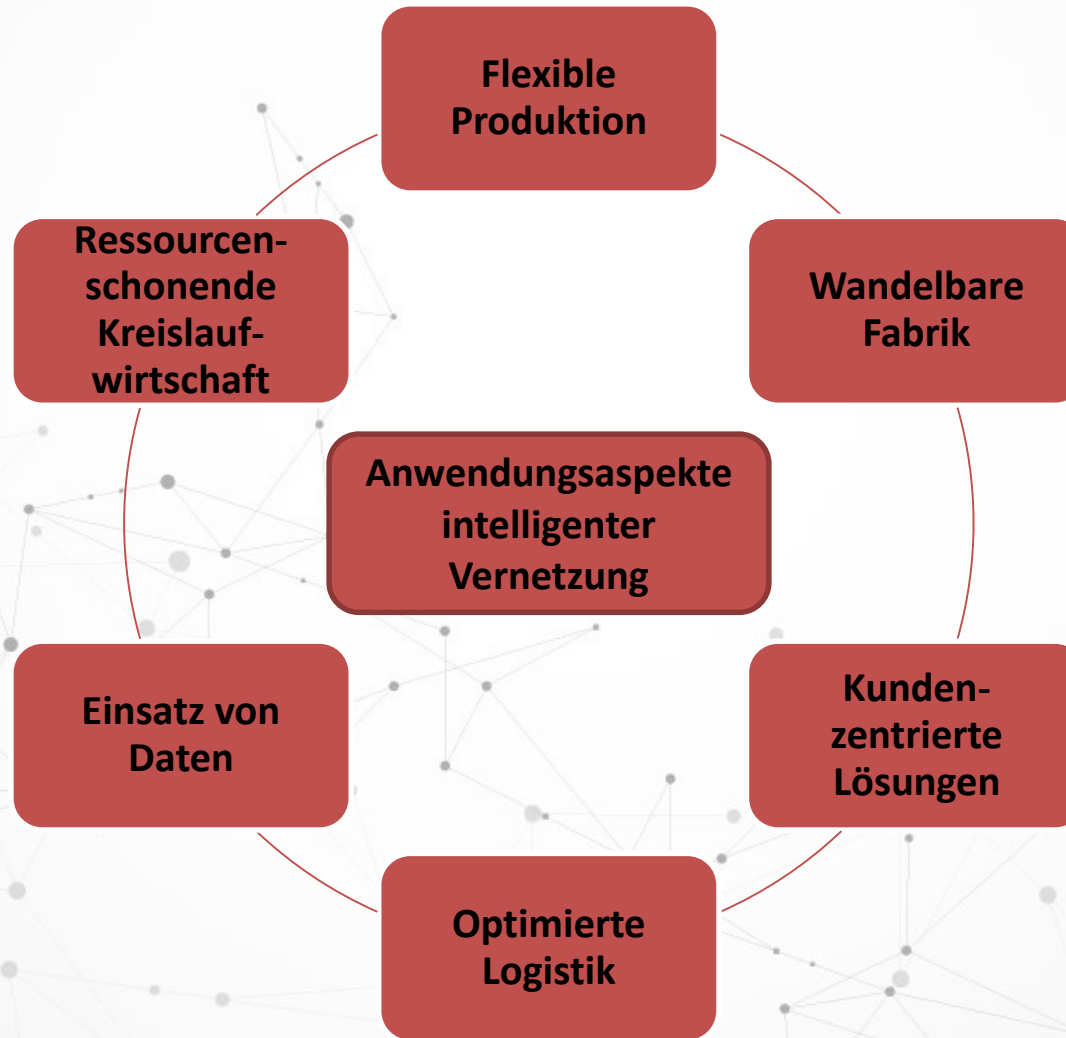 Flexible
Produktion
Ressourcen-
schonende
Kreislauf-
wirtschaft
Wandelbare
Fabrik
Anwendungsaspekte
intelligenter
Vernetzung
Einsatz von
Daten
Kunden-
zentrierte
Lösungen
Optimierte
Logistik